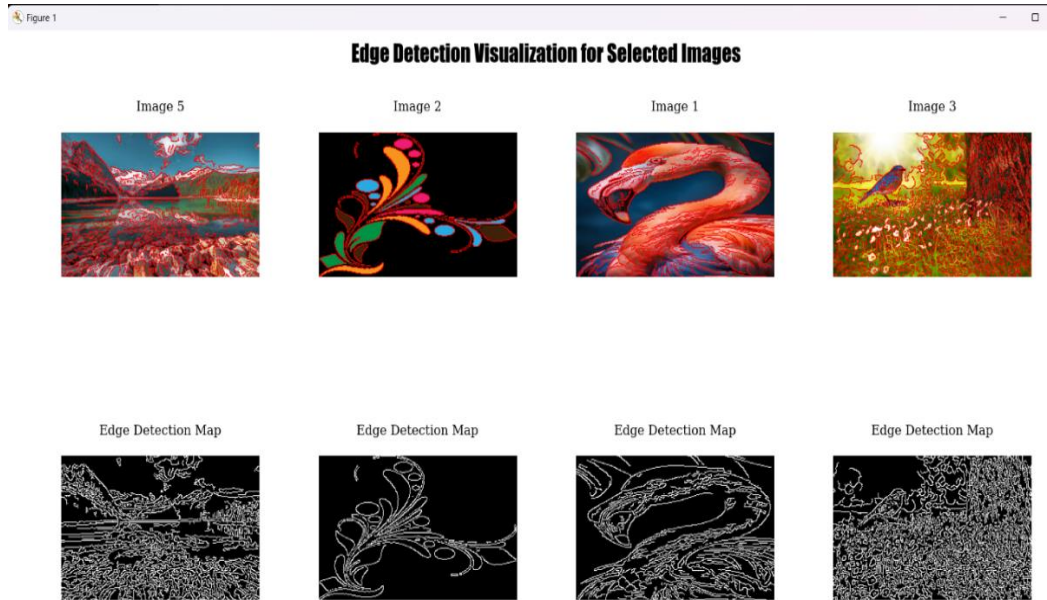 Figure 1
Edge Detection Visualization for Selected Images
Image 5
Image 2
Image 1
Image 3
Edge Detection Map
Edge Detection Map
Edge Detection Map
Edge Detection Map